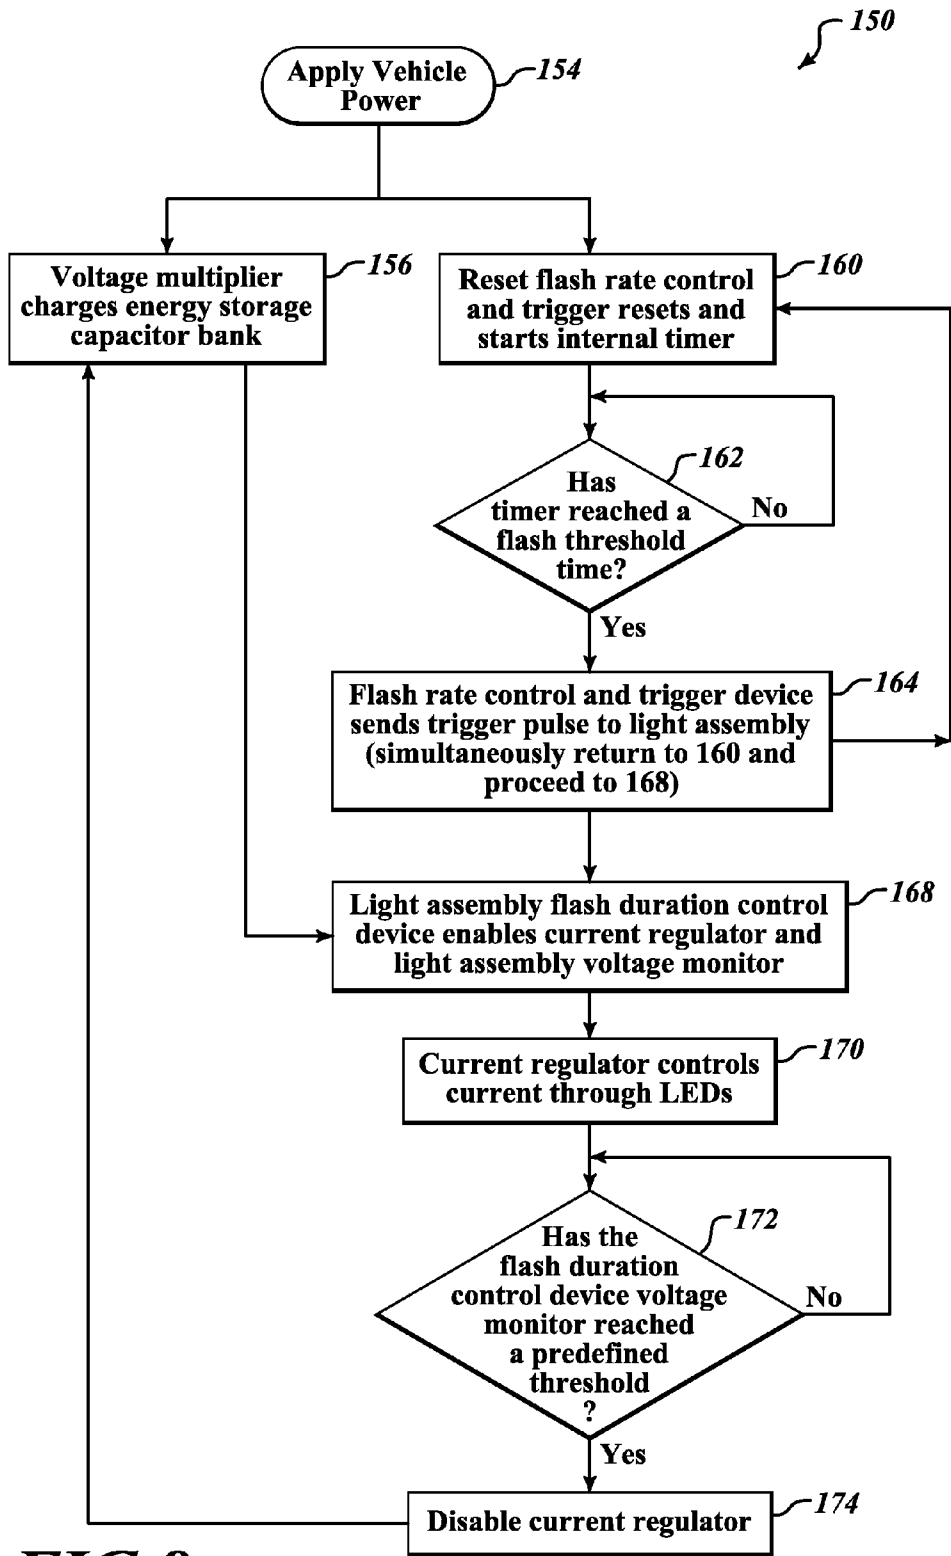 150
Apply Vehicle
Power
154
Voltage multiplier
charges energy storage
capacitor bank
156
Reset flash rate control
and trigger resets and
starts internal timer
160
Has
timer reached a
flash threshold
time?
162
No
Yes
Flash rate control and trigger device
sends trigger pulse to light assembly
(simultaneously return to 160 and
proceed to 168)
164
Light assembly flash duration control
device enables current regulator and
light assembly voltage monitor
168
Current regulator controls
current through LEDs
170
Has the
flash duration
control device voltage
monitor reached
a predefined
threshold
?
172
No
Yes
Disable current regulator
174